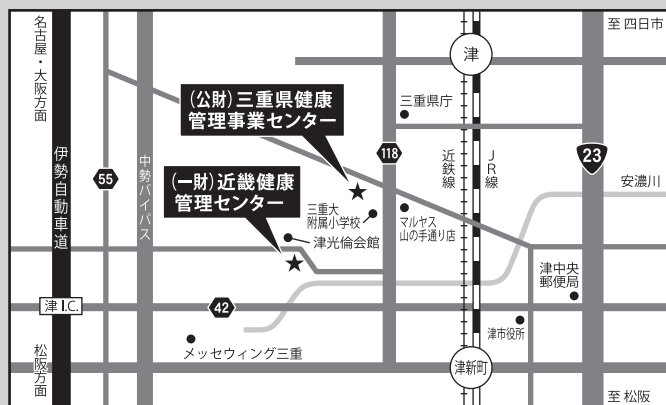 名古屋・大阪方面
至 四日市
津
(公財)三重県健康
管理事業センター
三重県庁
伊勢自動車道
55
中勢バイパス
118
近鉄線
JR線
23
安濃川
(一財)近畿健康
管理センター
三重大
附属小学校
マルヤス
山の手通り店
津光倫会館
津中央
郵便局
津 I.C.
42
津市役所
メッセウィング三重
松阪方面
津新町
至 松阪